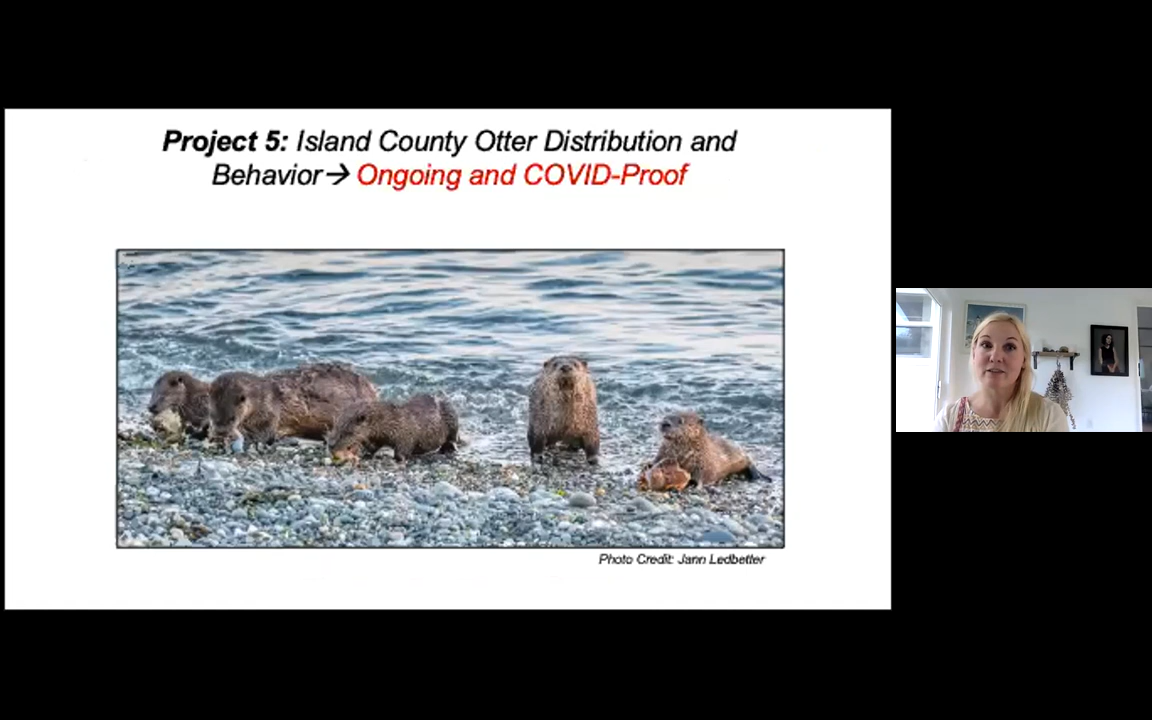 Project 5: Island County Otter Distribution and
Behavior→ Ongoing and COVID-Proof
Photo Credit: Jann Ledbetter